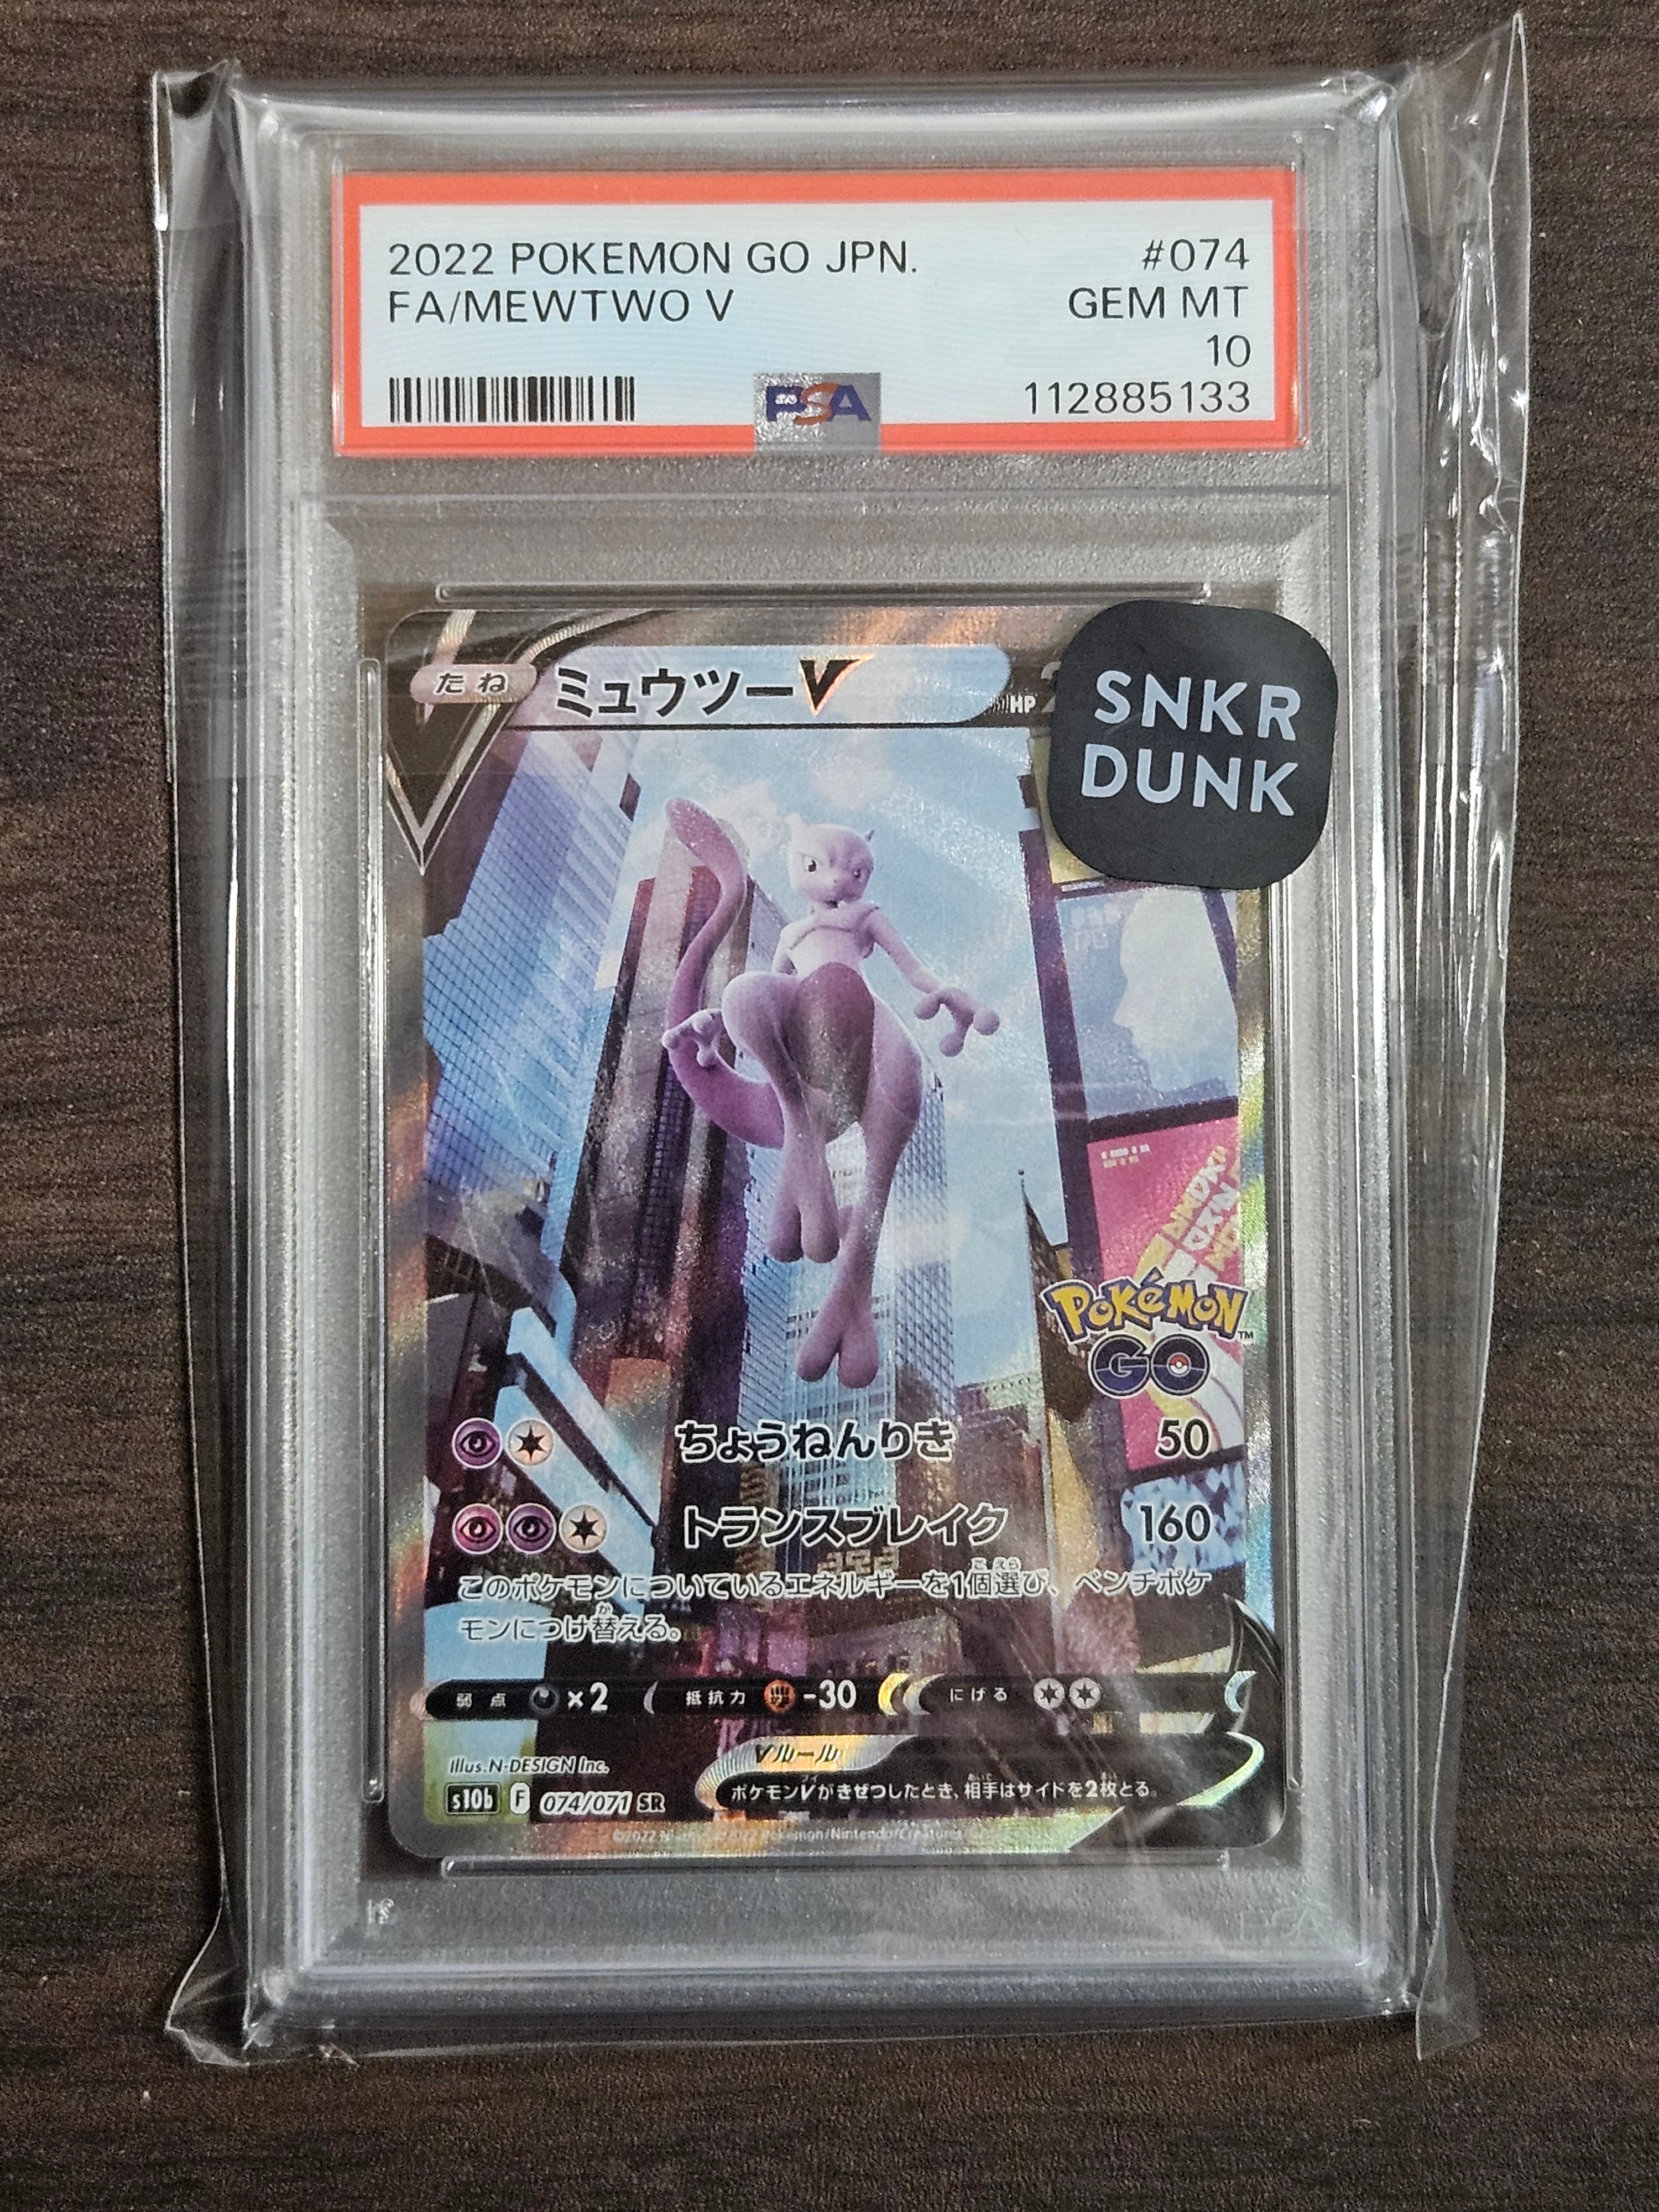 2022 POKEMON GO JPN. #074
FA/MEWTWO V GEM MT
10
PSA 112885133
たね ミュウツーV HP
SNKR
DUNK
POKéMON™
GO
ちょうねんりき 50
トランスブレイク 160
このポケモンについているエネルギーを1個選び、ベンチポケ
モンにつけ替える。
弱点 ×2 抵抗力 -30 にげる
Illus. N-DESIGN Inc.
Vルール
ポケモンVがきぜつしたとき、相手はサイドを2枚とる。
s10b F 074/071 SR
Pokémon/Nintendo/Creatures